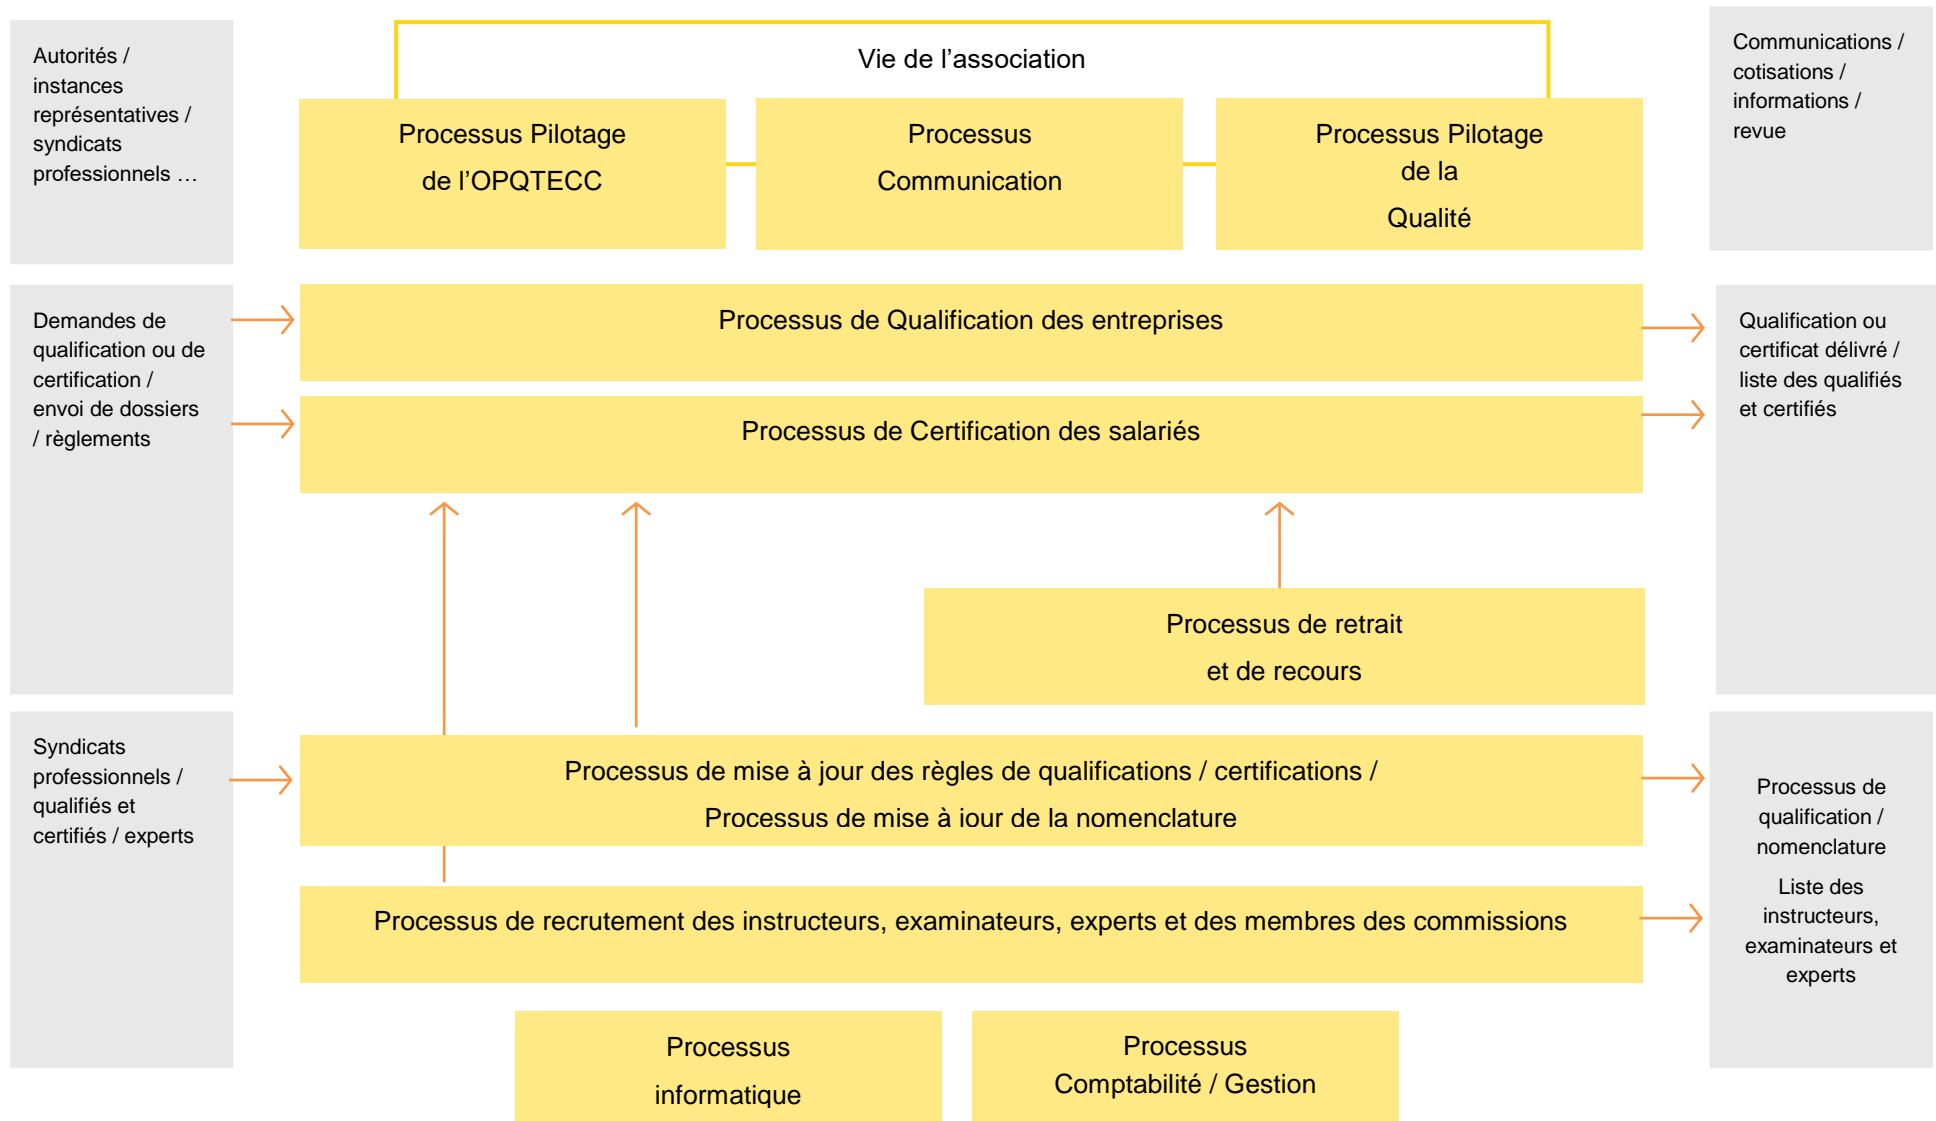 Autorités /
instances
représentatives /
syndicats
professionnels …
Vie de l’association
Processus Pilotage
de l’OPQTECC
Processus
Communication
Processus Pilotage
de la
Qualité
Communications /
cotisations /
informations /
revue
Demandes de
qualification ou de
certification /
envoi de dossiers
/ règlements
Processus de Qualification des entreprises
Processus de Certification des salariés
Qualification ou
certificat délivré /
liste des qualifiés
et certifiés
Processus de retrait
et de recours
Syndicats
professionnels /
qualifiés et
certifiés / experts
Processus de mise à jour des règles de qualifications / certifications /
Processus de mise à jour de la nomenclature
Processus de recrutement des instructeurs, examinateurs, experts et des membres des commissions
Processus de
qualification /
nomenclature
Liste des
instructeurs,
examinateurs et
experts
Processus
informatique
Processus
Comptabilité / Gestion